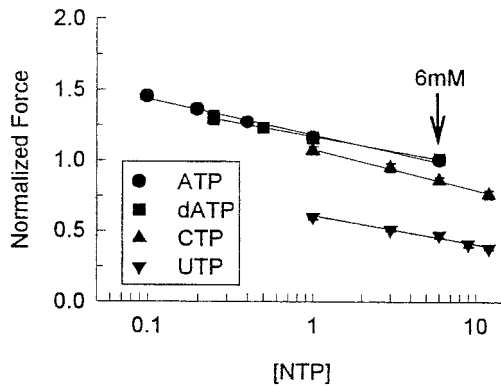 2.0
1.5
1.0
0.5
0.0
Normalized Force
6mM
ATP
dATP
CTP
UTP
0.1
1
10
[NTP]